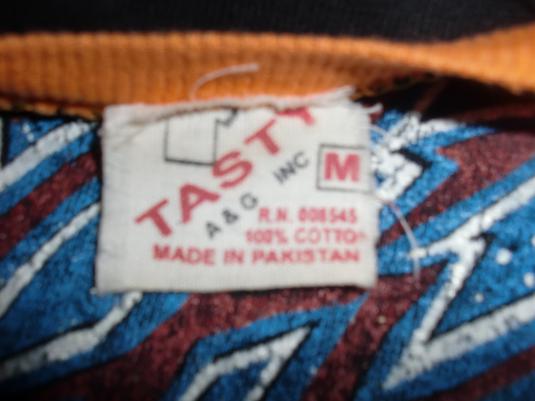 TASTY
A & G INC
M
R.N. 008545
100% COTTON
MADE IN PAKISTAN